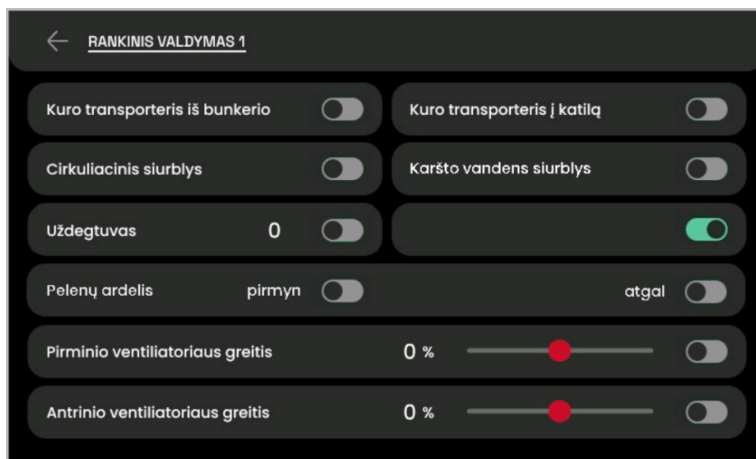 RANKINIS VALDYMAS 1
Kuro transporteris iš bunkerio
Kuro transporteris į katilą
Cirkuliacinis siurblys
Karšto vandens siurblys
Uždegtuvas 0
Pelenų ardelis pirmyn atgal
Pirminio ventiliatoriaus greitis 0 %
Antrinio ventiliatoriaus greitis 0 %